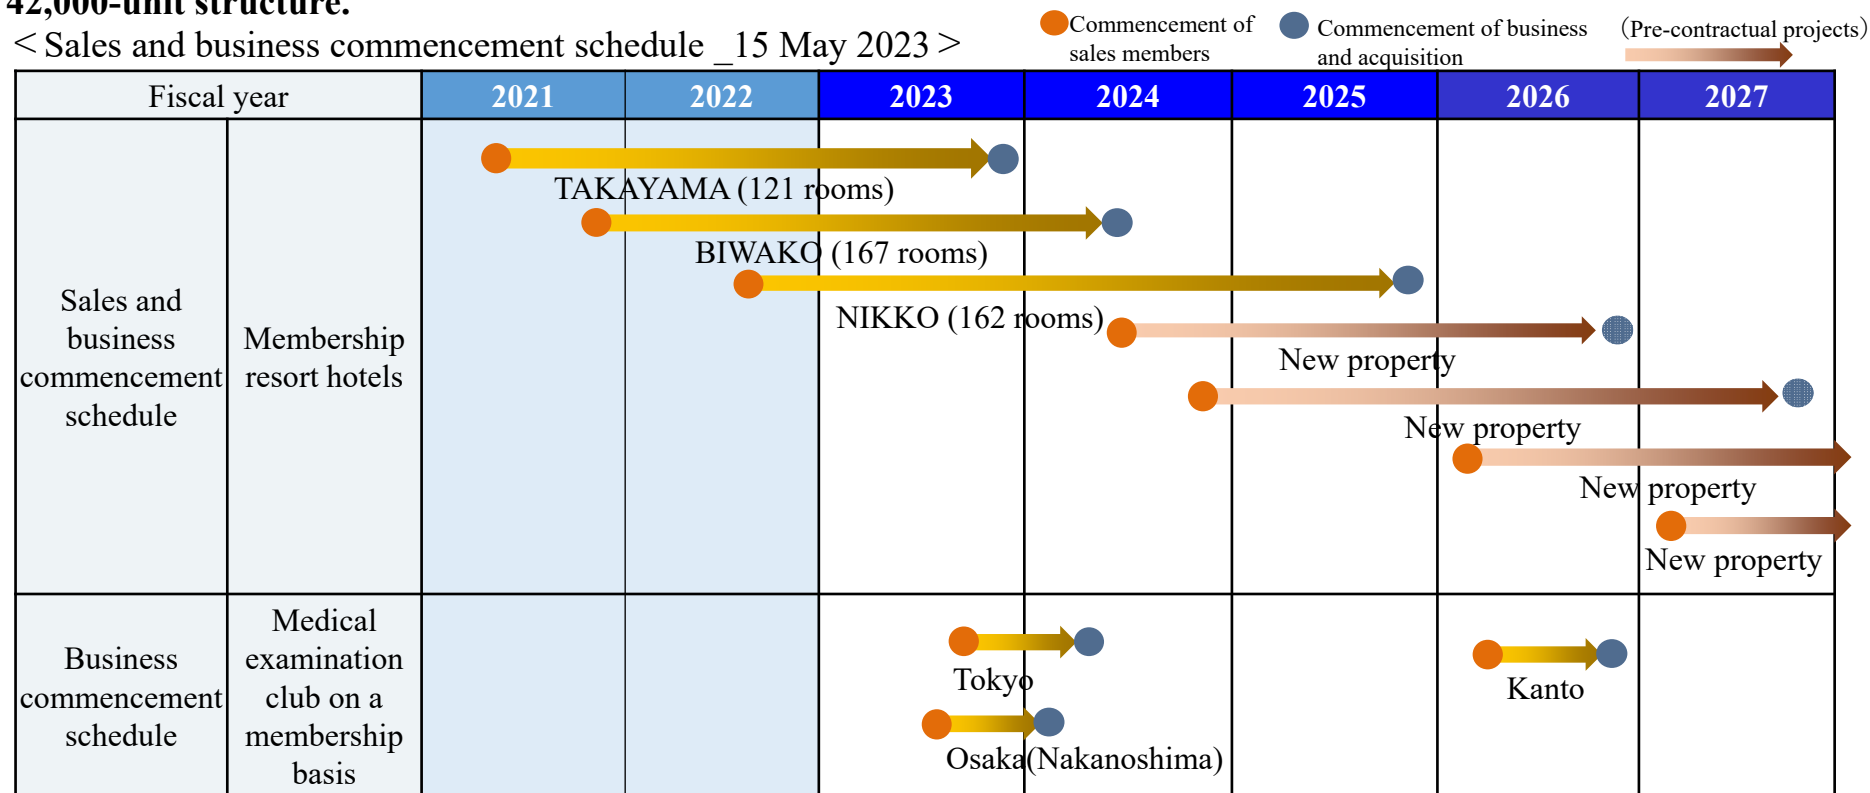 42,000-unit structure.
＜Sales and business commencement schedule _15 May 2023＞
Commencement of
sales members
Commencement of business
and acquisition
（Pre-contractual projects）
Fiscal year
2021
2022
2023
2024
2025
2026
2027
Sales and
business
commencement
schedule
Membership
resort hotels
TAKAYAMA (121 rooms)
BIWAKO (167 rooms)
NIKKO (162 rooms)
New property
New property
New property
New property
Business
commencement
schedule
Medical
examination
club on a
membership
basis
Tokyo
Osaka(Nakanoshima)
Kanto